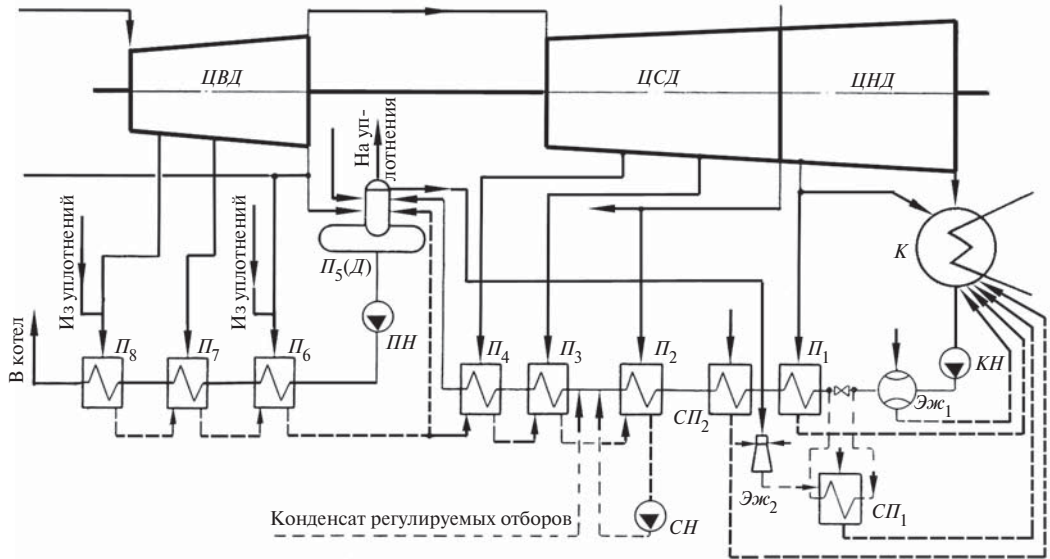 ЦВД
ЦСД
ЦНД
На уп-
лотнения
Из уплотнений
Из уплотнений
П5(Д)
К
В котел
П8
П7
П6
ПН
П4
П3
П2
П1
КН
СП2
Эж1
Эж2
СП1
Конденсат регулируемых отборов
СН